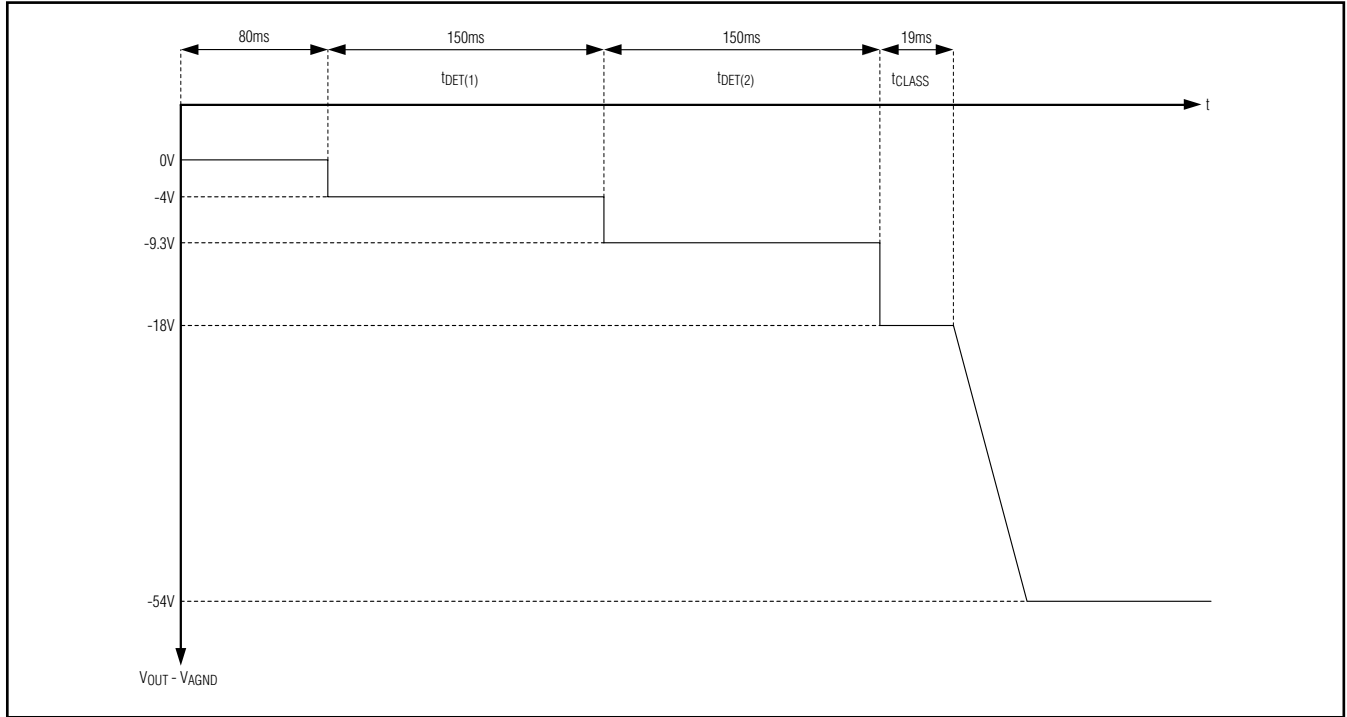 80ms 150ms 150ms 19ms
tDET(1) tDET(2) tCLASS
t
0V
-4V
-9.3V
-18V
-54V
VOUT - VAGND